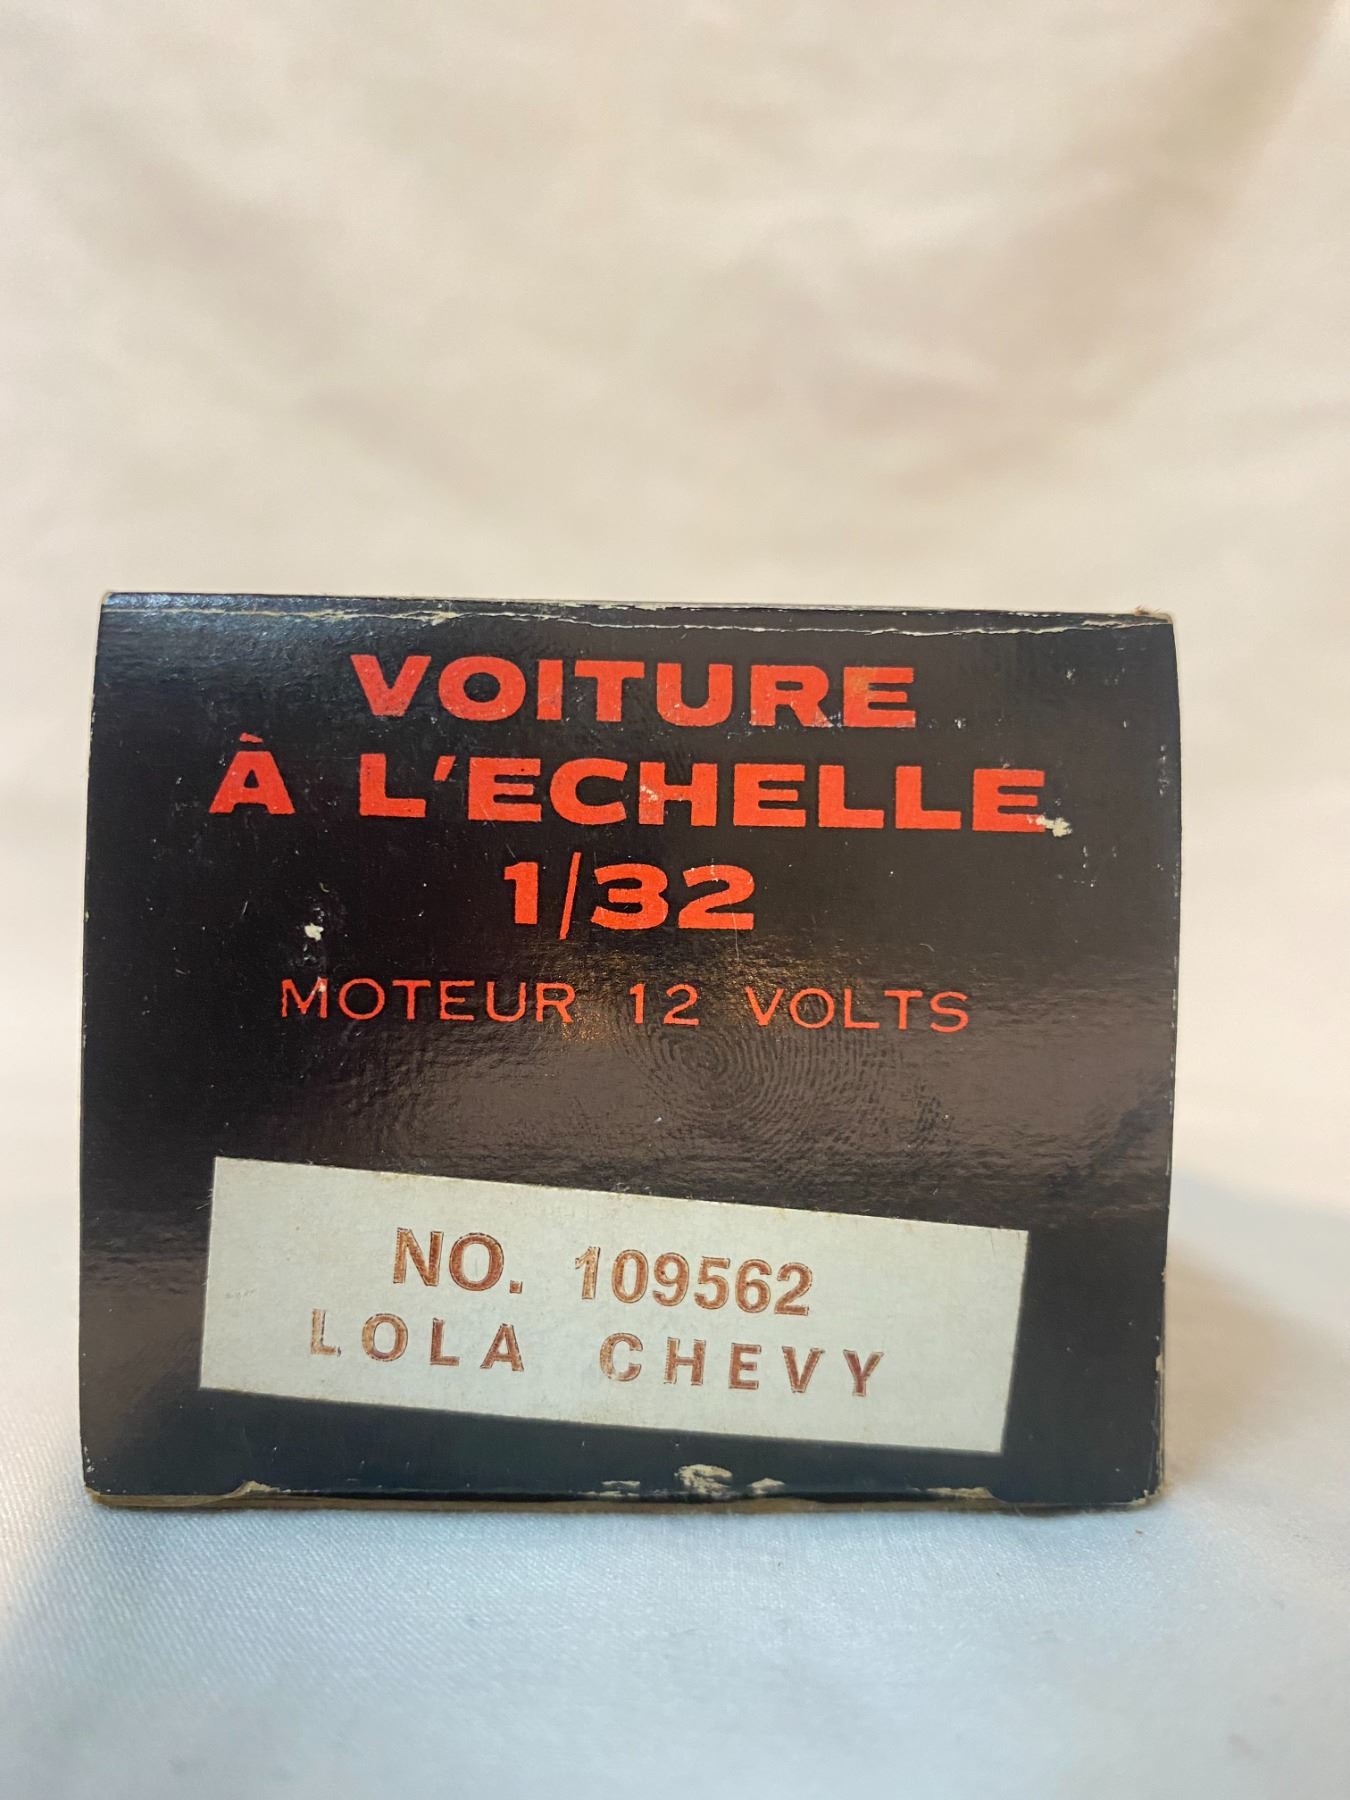 VOITURE
À L'ECHELLE
1/32
MOTEUR 12 VOLTS
NO. 109562
LOLA CHEVY